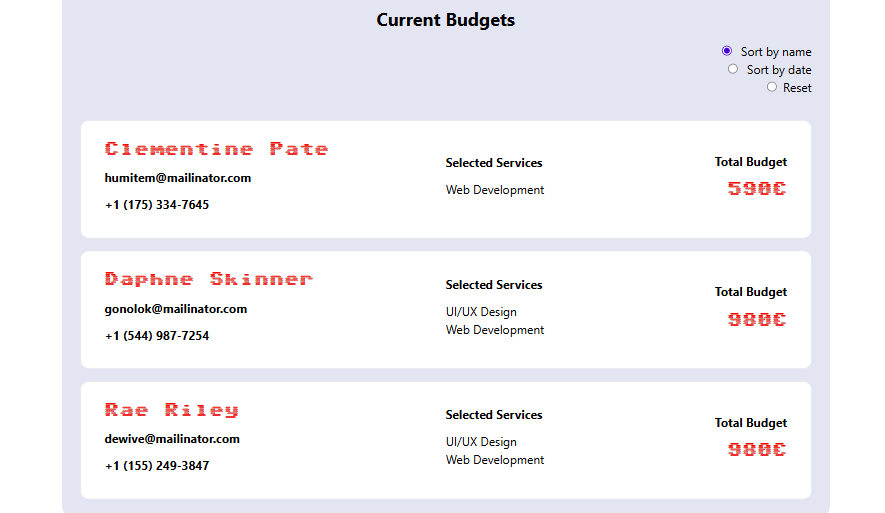 Current Budgets
Sort by name
Sort by date
Reset
Clementine Pate
humitem@mailinator.com
+1 (175) 334-7645
Selected Services
Web Development
Total Budget
590€
Daphne Skinner
gonolok@mailinator.com
+1 (544) 987-7254
Selected Services
UI/UX Design
Web Development
Total Budget
980€
Rae Riley
dewive@mailinator.com
+1 (155) 249-3847
Selected Services
UI/UX Design
Web Development
Total Budget
980€